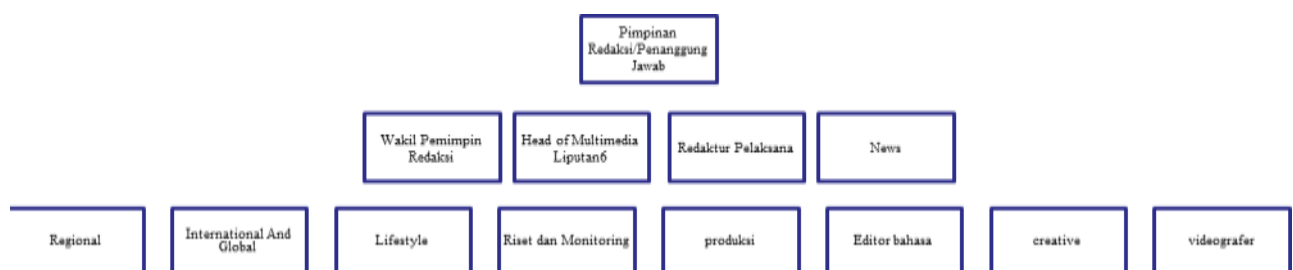 Pimpinan
Redaksi/Penanggung
Jawab
Wakil Pemimpin
Redaksi
Head of Multimedia
Liputan6
Redaktur Pelaksana
News
Regional
International And
Global
Lifestyle
Riset dan Monitoring
produksi
Editor bahasa
creative
videografer